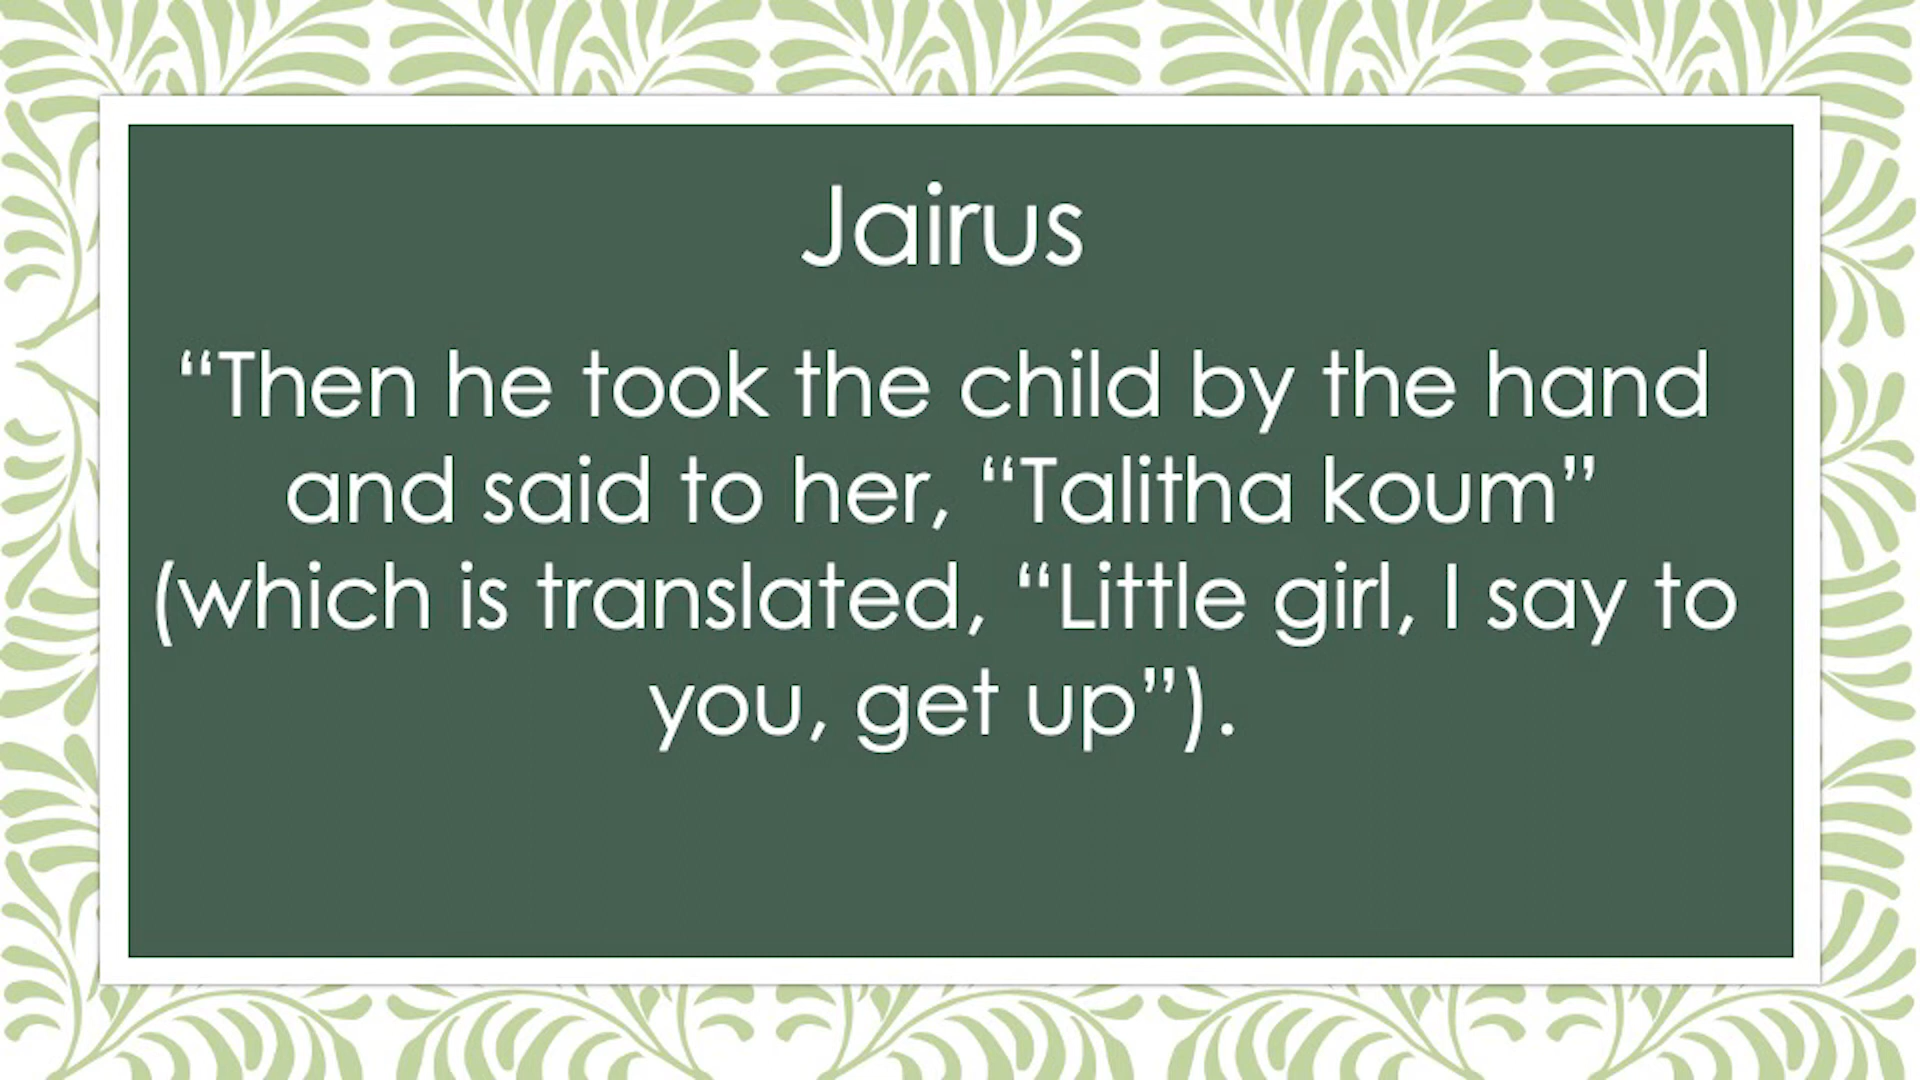 Jairus
“Then he took the child by the hand
and said to her, “Talitha koum”
(which is translated, “Little girl, I say to
you, get up”).